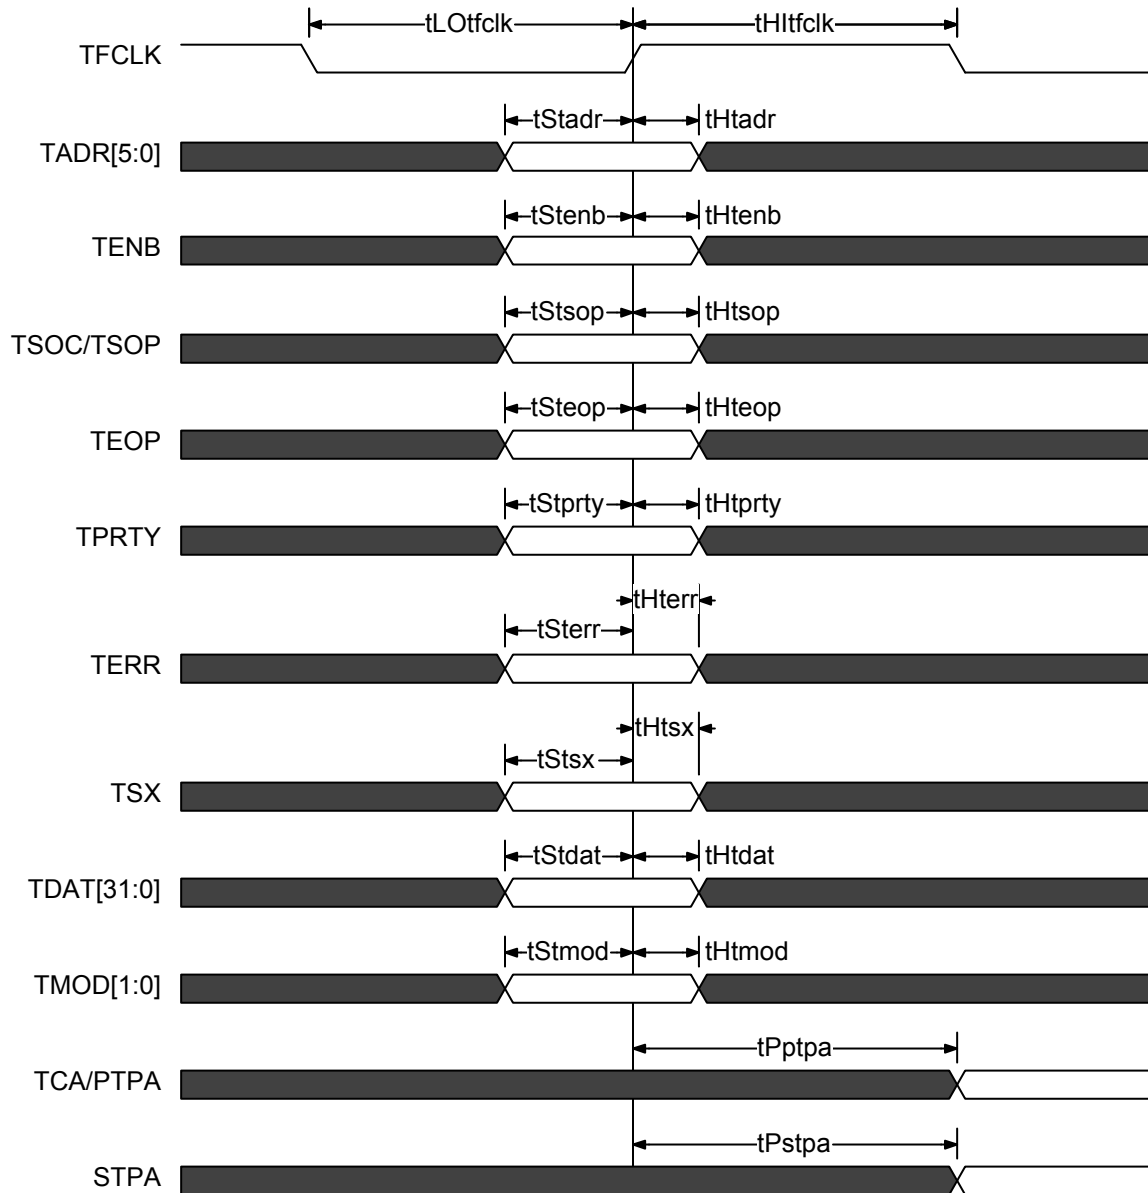 tLOtfclk tHItfclk
TFCLK
tStadr tHtadr
TADR[5:0]
tStenb tHtenb
TENB
tStsop tHtsop
TSOC/TSOP
tSteop tHteop
TEOP
tStprty tHtprty
TPRTY
tHterr
tSterr
TERR
tHtsx
tStsx
TSX
tStdat tHtdat
TDAT[31:0]
tStmod tHtmod
TMOD[1:0]
tPptpa
TCA/PTPA
tPstpa
STPA